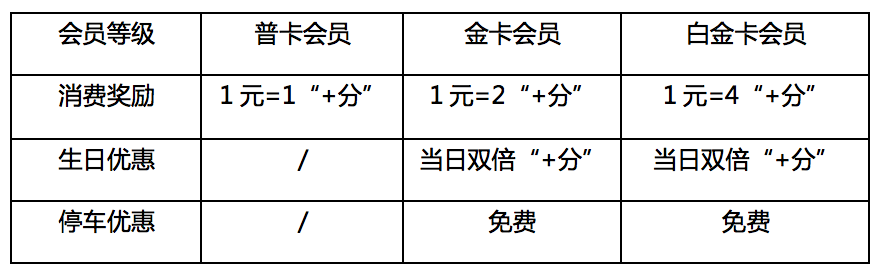 会员等级 普卡会员 金卡会员 白金卡会员
消费奖励 1元=1“+分” 1元=2“+分” 1元=4“+分”
生日优惠 / 当日双倍“+分” 当日双倍“+分”
停车优惠 / 免费 免费